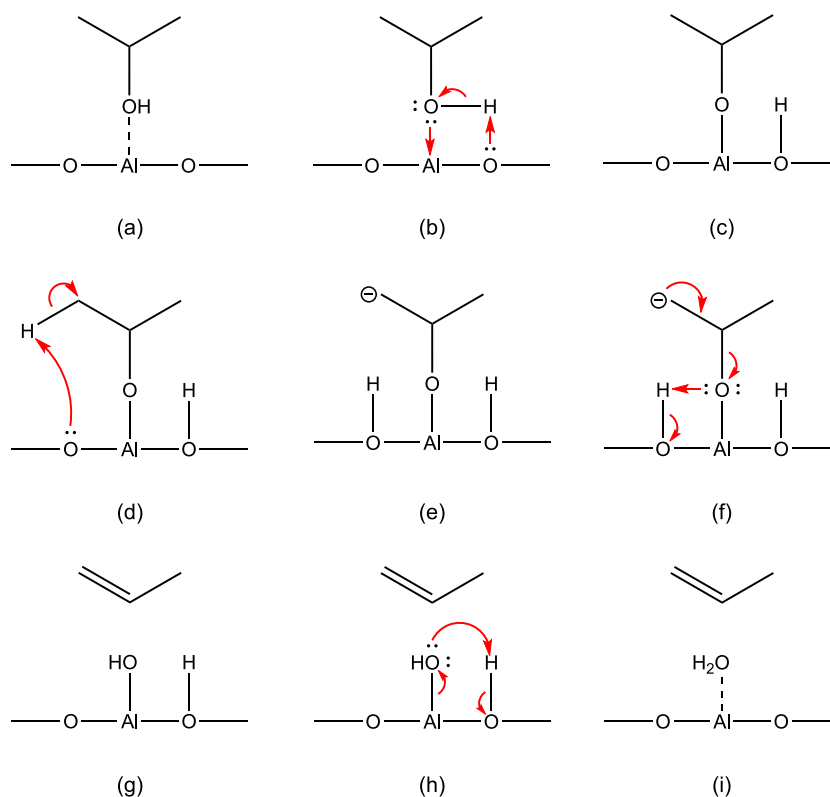 OH
O Al O
(a)
: O H
O Al O
(b)
O H
O Al O
(c)
H
O H
O Al O
(d)
⊖
H O H
O Al O
(e)
⊖
H :O: H
O Al O
(f)
HO H
O Al O
(g)
HO: H
O Al O
(h)
H₂O
O Al O
(i)